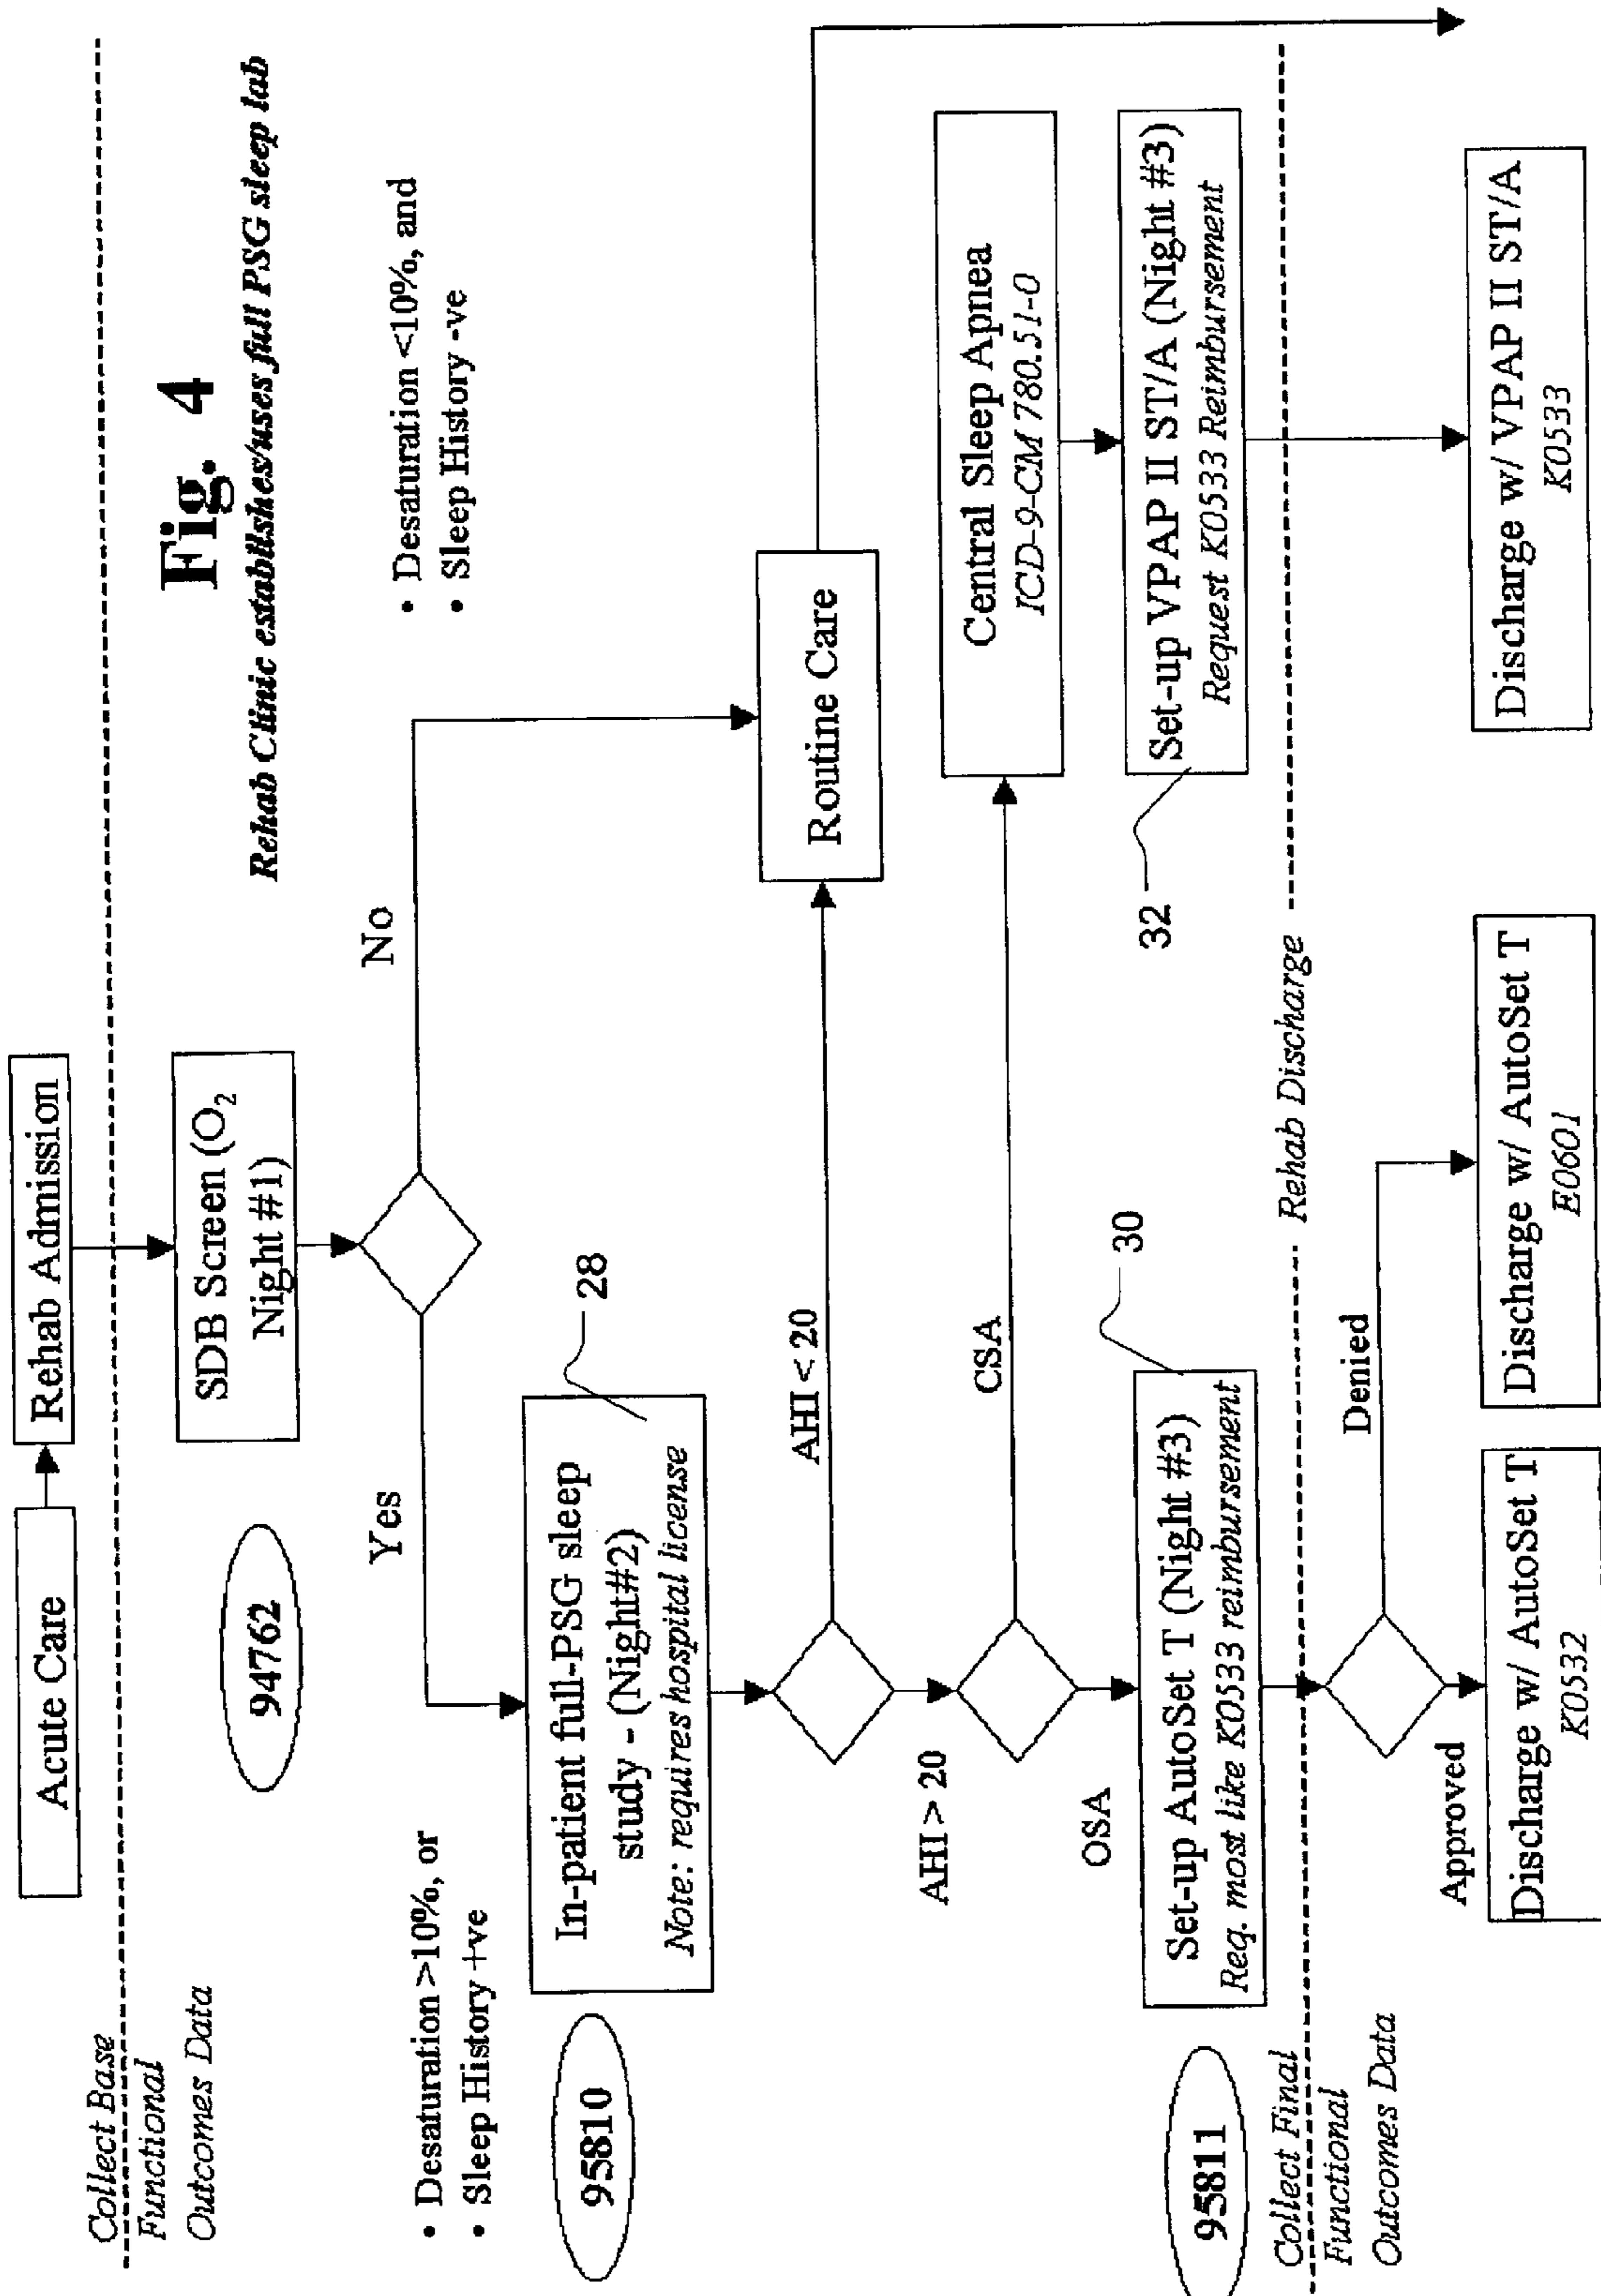 Fig. 4
Rehab Clinic establishes/uses full PSG sleep lab
Acute Care
Rehab Admission
Collect Base
Functional
Outcomes Data
94762
SDB Screen (O₂
Night #1)
Yes
No
• Desaturation >10%, or
• Sleep History +ve
• Desaturation <10%, and
• Sleep History -ve
95810
In-patient full-PSG sleep
study - (Night#2)
Note: requires hospital license
28
AHI < 20
Routine Care
AHI > 20
CSA
Central Sleep Apnea
ICD-9-CM 780.51-0
OSA
95811
Set-up AutoSet T (Night #3)
Req. most like K0533 reimbursement
30
32
Set-up VPAP II ST/A (Night #3)
Request K0533 Reimbursement
Collect Final
Functional
Outcomes Data
Rehab Discharge
Approved
Denied
Discharge w/ AutoSet T
K0532
Discharge w/ AutoSet T
E0601
Discharge w/ VPAP II ST/A
K0533